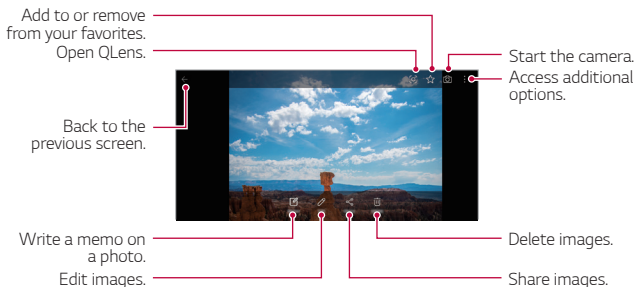 Add to or remove
from your favorites.
Open QLens.
Start the camera.
Access additional
options.
Back to the
previous screen.
Write a memo on
a photo.
Edit images.
Delete images.
Share images.